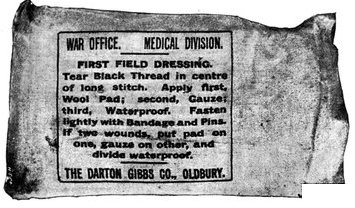 WAR OFFICE. MEDICAL DIVISION.
FIRST FIELD DRESSING.
Tear Black Thread in centre
of long stitch. Apply first,
Wool Pad; second, Gauze;
third, Waterproof. Fasten
lightly with Bandage and Pins.
If two wounds, put pad on
one, gauze on other, and
divide waterproof.
THE DARTON GIBBS CO., OLDBURY.